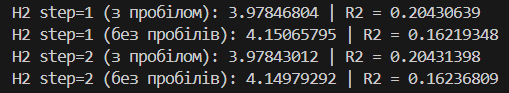 H2 step=1 (з пробілом): 3.97846804 | R2 = 0.20430639
H2 step=1 (без пробілів): 4.15065795 | R2 = 0.16219348
H2 step=2 (з пробілом): 3.97843012 | R2 = 0.20431398
H2 step=2 (без пробілів): 4.14979292 | R2 = 0.16236809